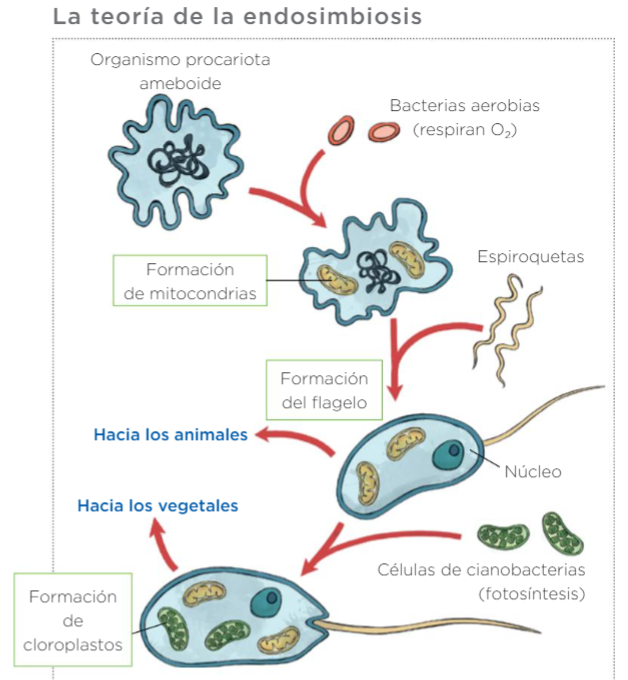 La teoría de la endosimbiosis
Organismo procariota
ameboide
Bacterias aerobias
(respiran O₂)
Formación
de mitocondrias
Espiroquetas
Formación
del flagelo
Hacia los animales
Núcleo
Hacia los vegetales
Células de cianobacterias
(fotosíntesis)
Formación
de
cloroplastos